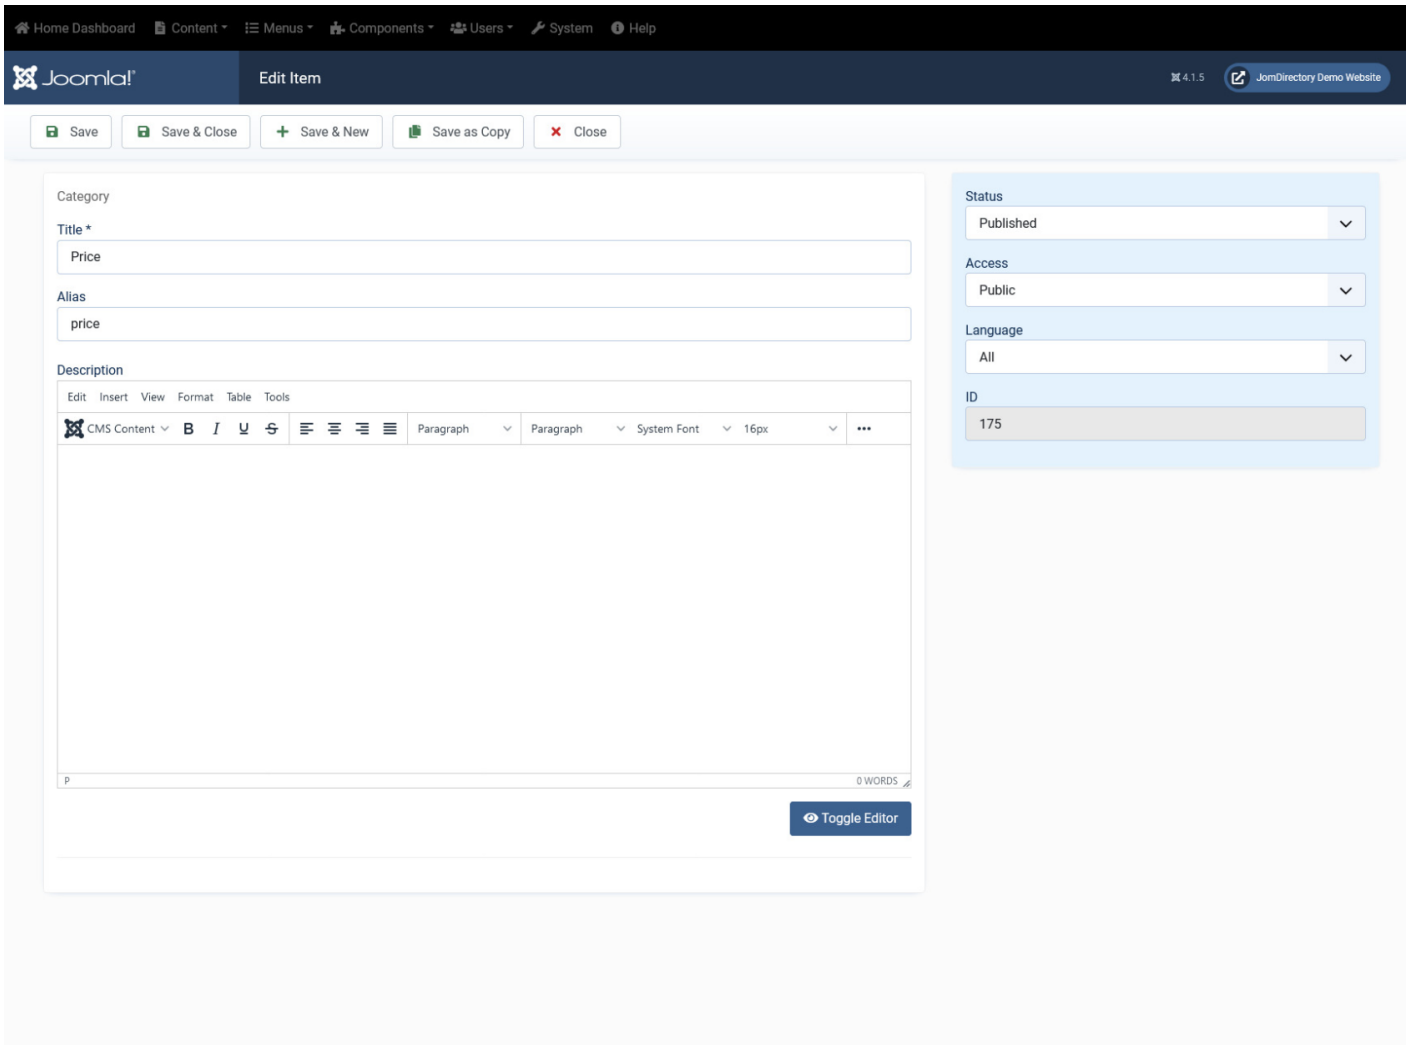 Home Dashboard Content Menus Components Users System Help
Joomla!® Edit Item 4.1.5 JomDirectory Demo Website
Save Save & Close Save & New Save as Copy Close
Category
Title *
Price
Alias
price
Description
Edit Insert View Format Table Tools
CMS Content B I U S Paragraph Paragraph System Font 16px
P 0 WORDS
Toggle Editor
Status
Published
Access
Public
Language
All
ID
175